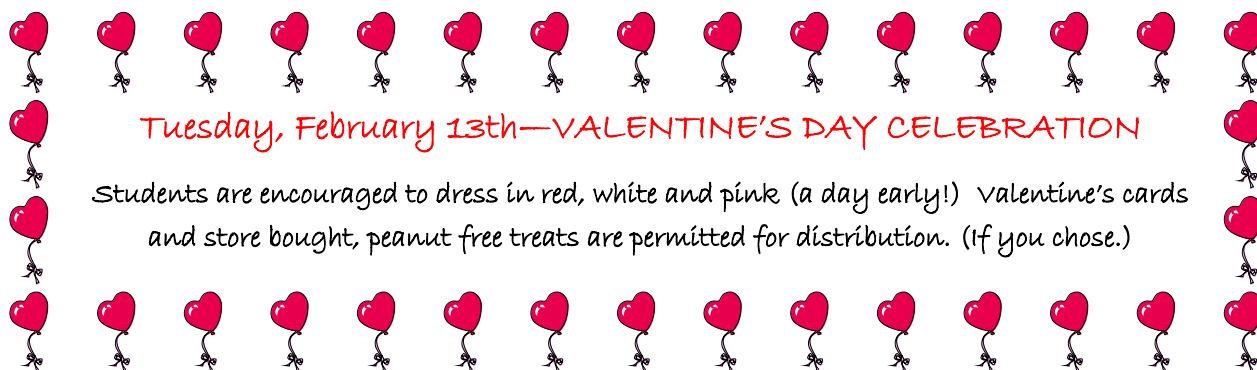 Tuesday, February 13th—VALENTINE'S DAY CELEBRATION
Students are encouraged to dress in red, white and pink (a day early!)  Valentine's cards
and store bought, peanut free treats are permitted for distribution. (If you chose.)